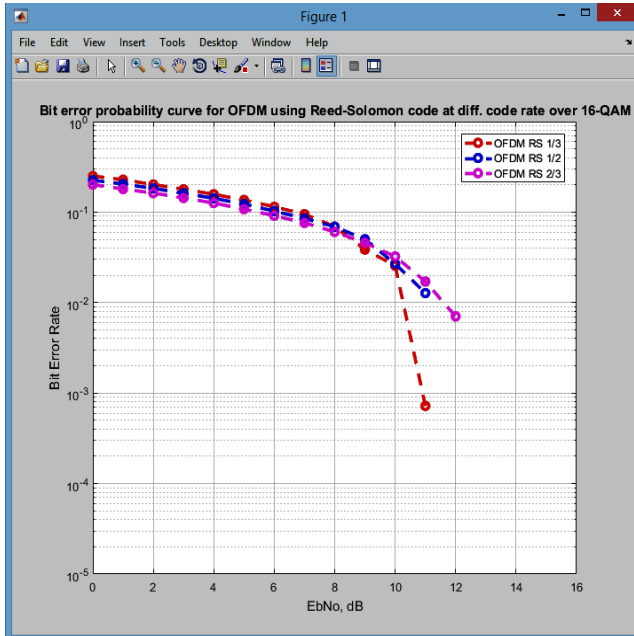 Figure 1
File Edit View Insert Tools Desktop Window Help
Bit error probability curve for OFDM using Reed-Solomon code at diff. code rate over 16-QAM
OFDM RS 1/3
OFDM RS 1/2
OFDM RS 2/3
10^0
10^-1
10^-2
10^-3
10^-4
10^-5
Bit Error Rate
0 2 4 6 8 10 12 14 16
EbNo, dB